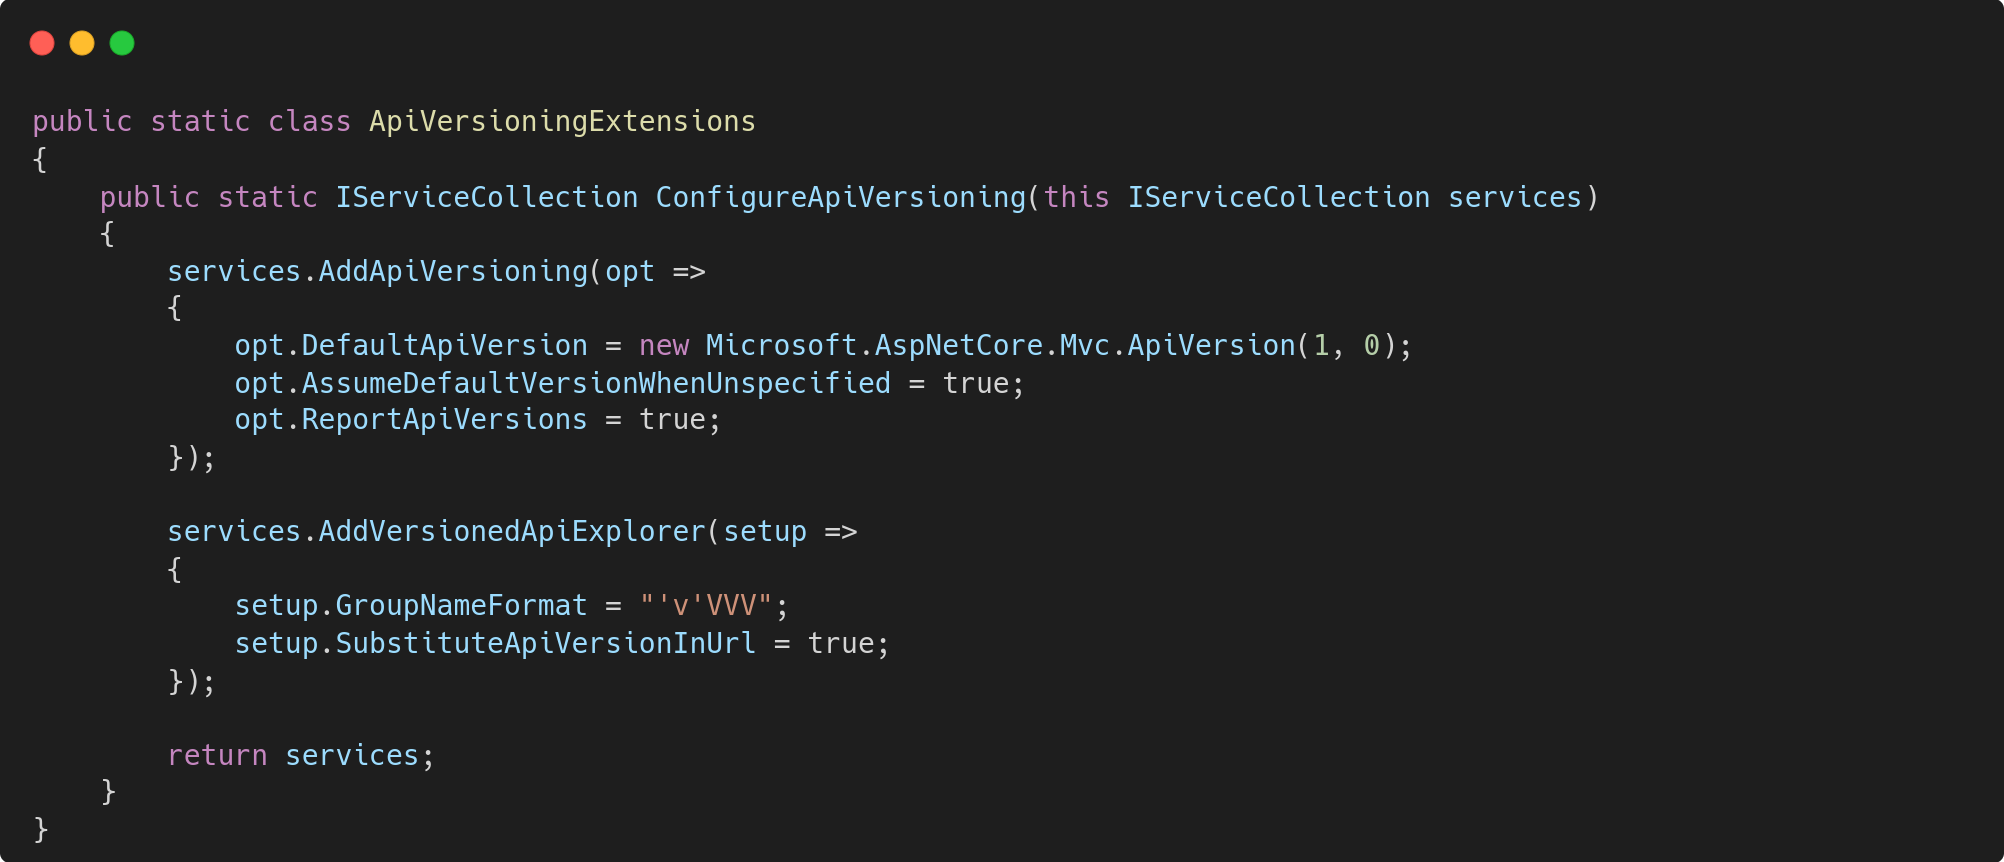 public static class ApiVersioningExtensions
{
    public static IServiceCollection ConfigureApiVersioning(this IServiceCollection services)
    {
        services.AddApiVersioning(opt =>
        {
            opt.DefaultApiVersion = new Microsoft.AspNetCore.Mvc.ApiVersion(1, 0);
            opt.AssumeDefaultVersionWhenUnspecified = true;
            opt.ReportApiVersions = true;
        });

        services.AddVersionedApiExplorer(setup =>
        {
            setup.GroupNameFormat = "'v'VVV";
            setup.SubstituteApiVersionInUrl = true;
        });

        return services;
    }
}